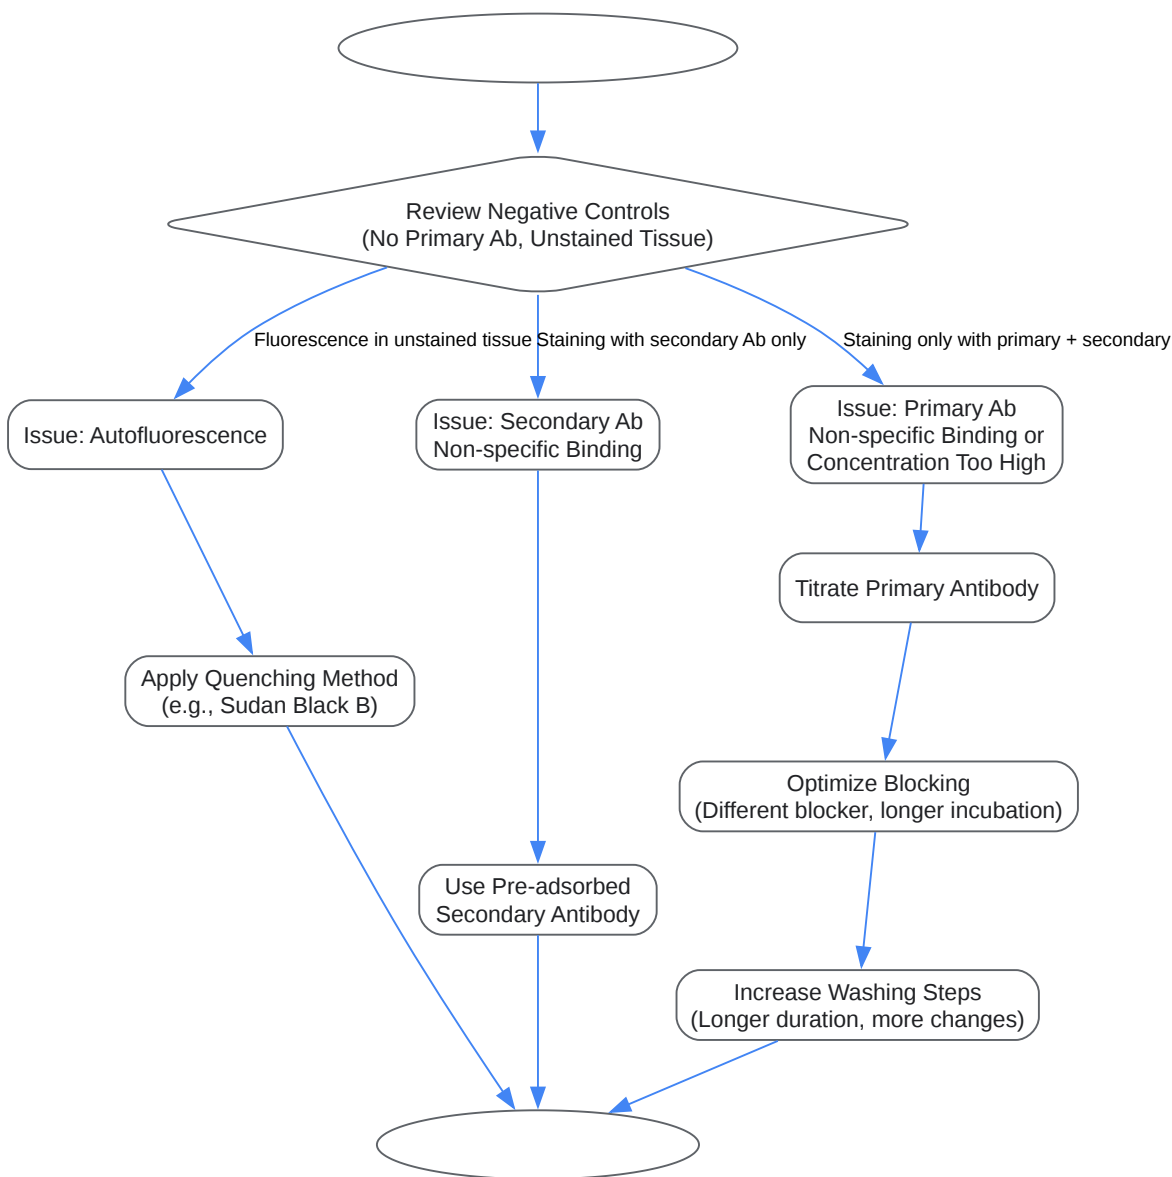 Review Negative Controls
(No Primary Ab, Unstained Tissue)
Fluorescence in unstained tissue
Staining with secondary Ab only
Staining only with primary + secondary
Issue: Autofluorescence
Issue: Secondary Ab
Non-specific Binding
Issue: Primary Ab
Non-specific Binding or
Concentration Too High
Titrate Primary Antibody
Apply Quenching Method
(e.g., Sudan Black B)
Optimize Blocking
(Different blocker, longer incubation)
Use Pre-adsorbed
Secondary Antibody
Increase Washing Steps
(Longer duration, more changes)